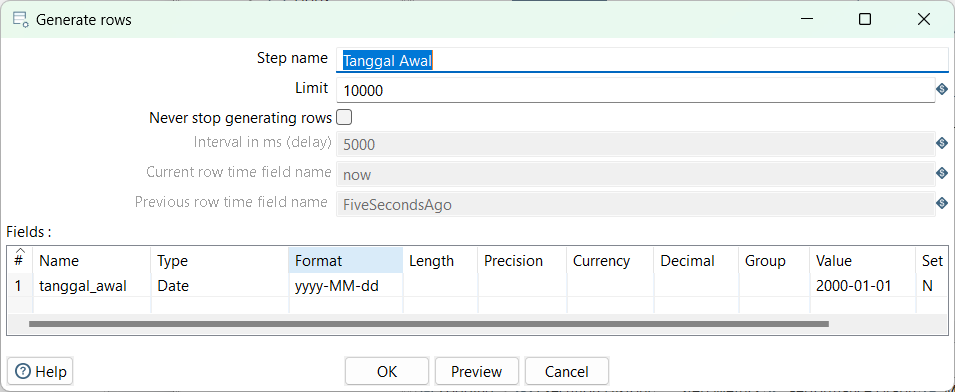 Generate rows
Step name Tanggal Awal
Limit 10000
Never stop generating rows
Interval in ms (delay) 5000
Current row time field name now
Previous row time field name FiveSecondsAgo
Fields :
# Name Type Format Length Precision Currency Decimal Group Value Set
1 tanggal_awal Date yyyy-MM-dd 2000-01-01 N
Help OK Preview Cancel